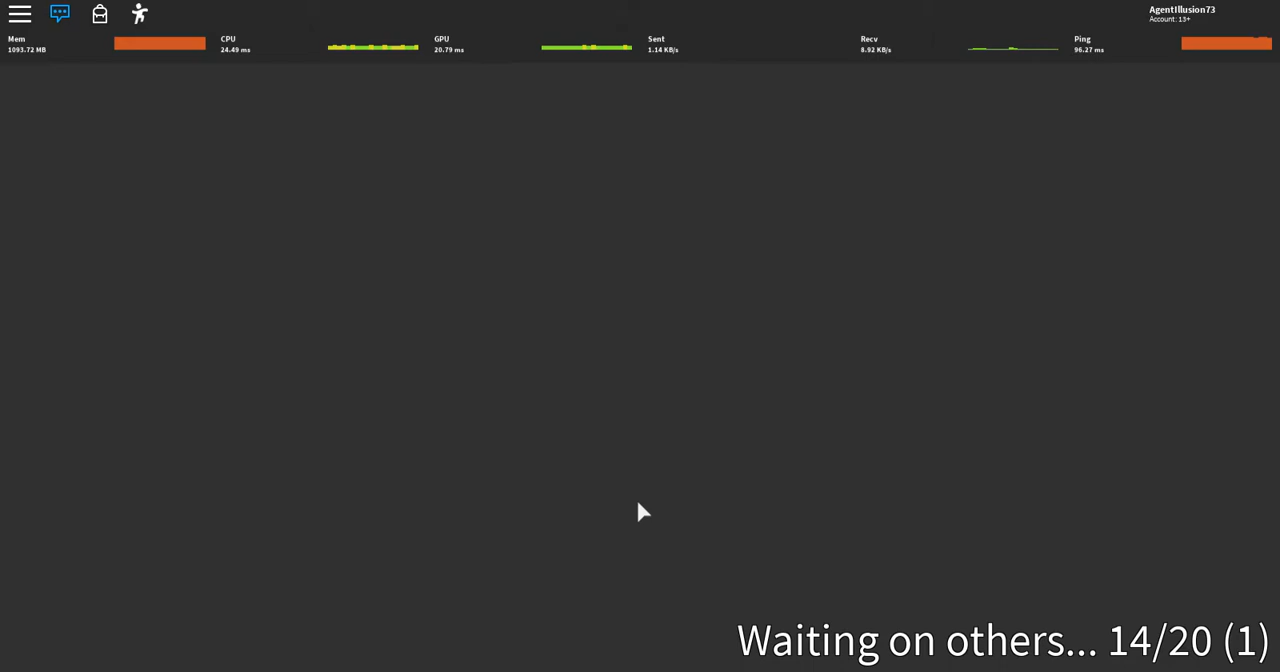 AgentIllusion73
Account: 13+
Mem
1093.72 MB
CPU
24.49 ms
GPU
20.79 ms
Sent
1.14 KB/s
Recv
8.92 KB/s
Ping
96.27 ms
Waiting on others... 14/20 (1)